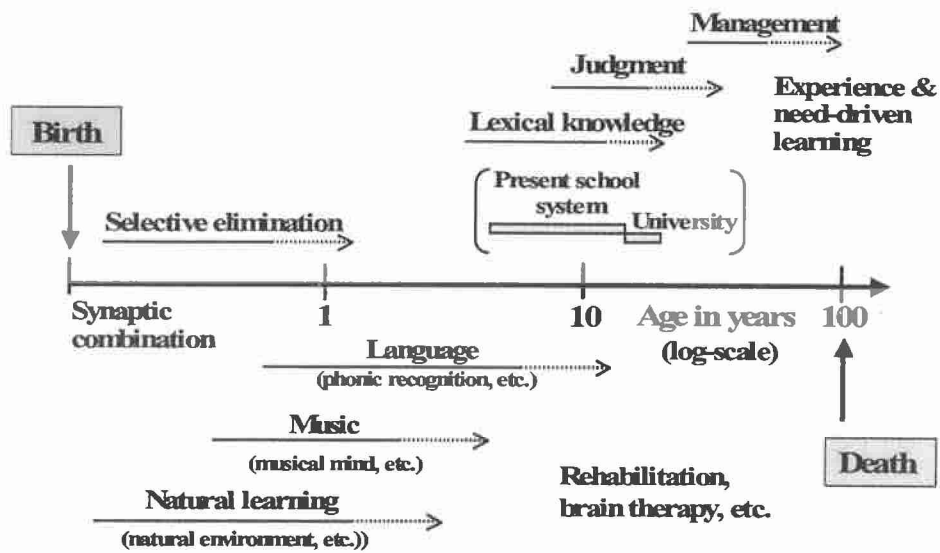 Management
Judgment
Experience &
need-driven
learning
Birth
Lexical knowledge
Present school
system
University
Selective elimination
1
10
Age in years
100
(log-scale)
Synaptic
combination
Language
(phonic recognition, etc.)
Music
(musical mind, etc.)
Rehabilitation,
brain therapy, etc.
Death
Natural learning
(natural environment, etc.))